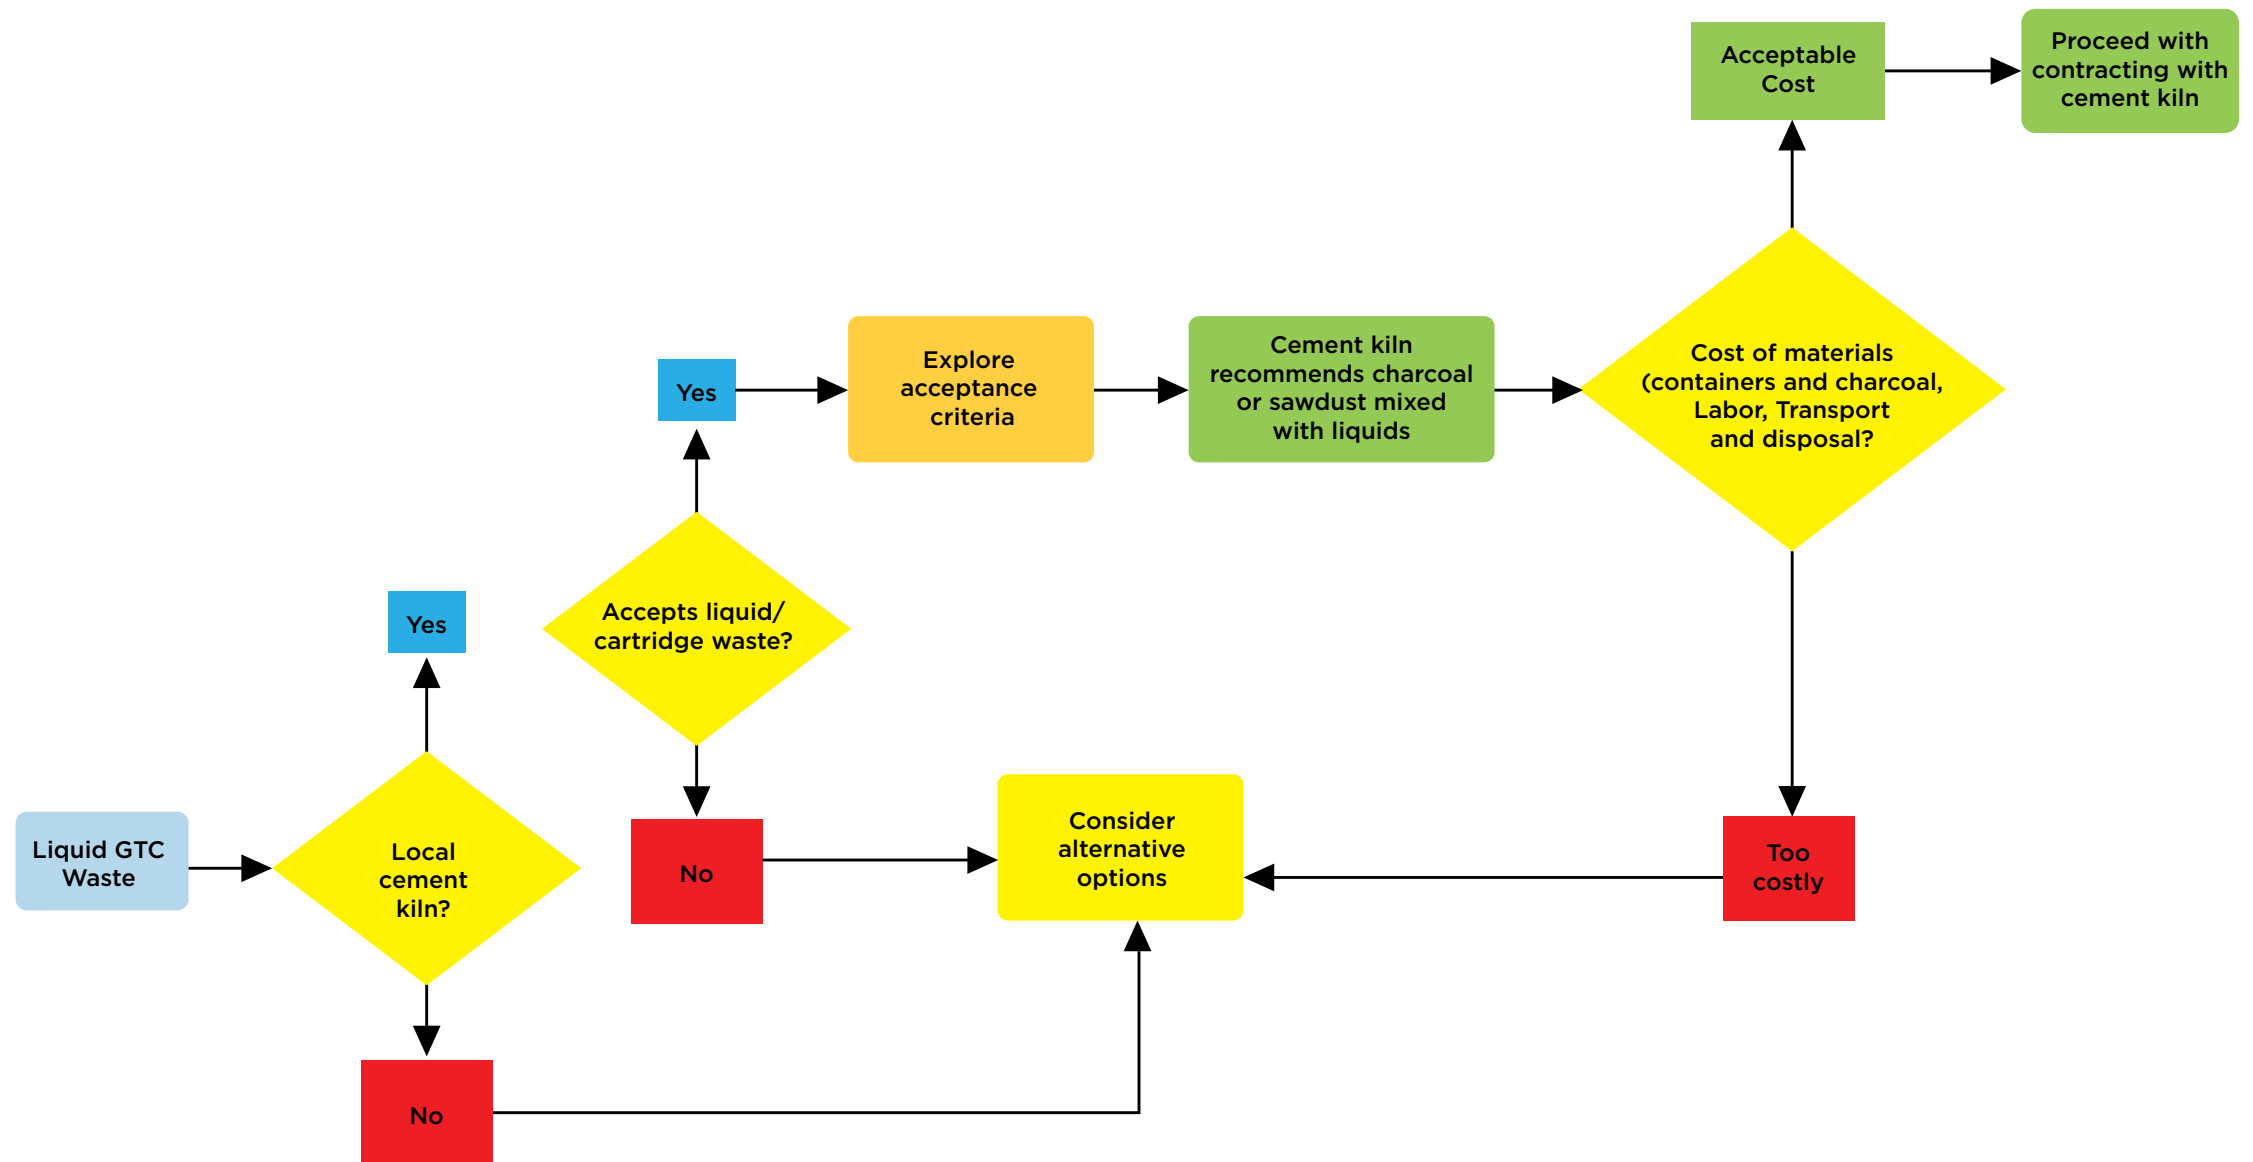 Liquid GTC
Waste
Local
cement
kiln?
Yes
No
Accepts liquid/
cartridge waste?
Yes
No
Explore
acceptance
criteria
Cement kiln
recommends charcoal
or sawdust mixed
with liquids
Cost of materials
(containers and charcoal,
Labor, Transport
and disposal?
Acceptable
Cost
Proceed with
contracting with
cement kiln
Too
costly
Consider
alternative
options